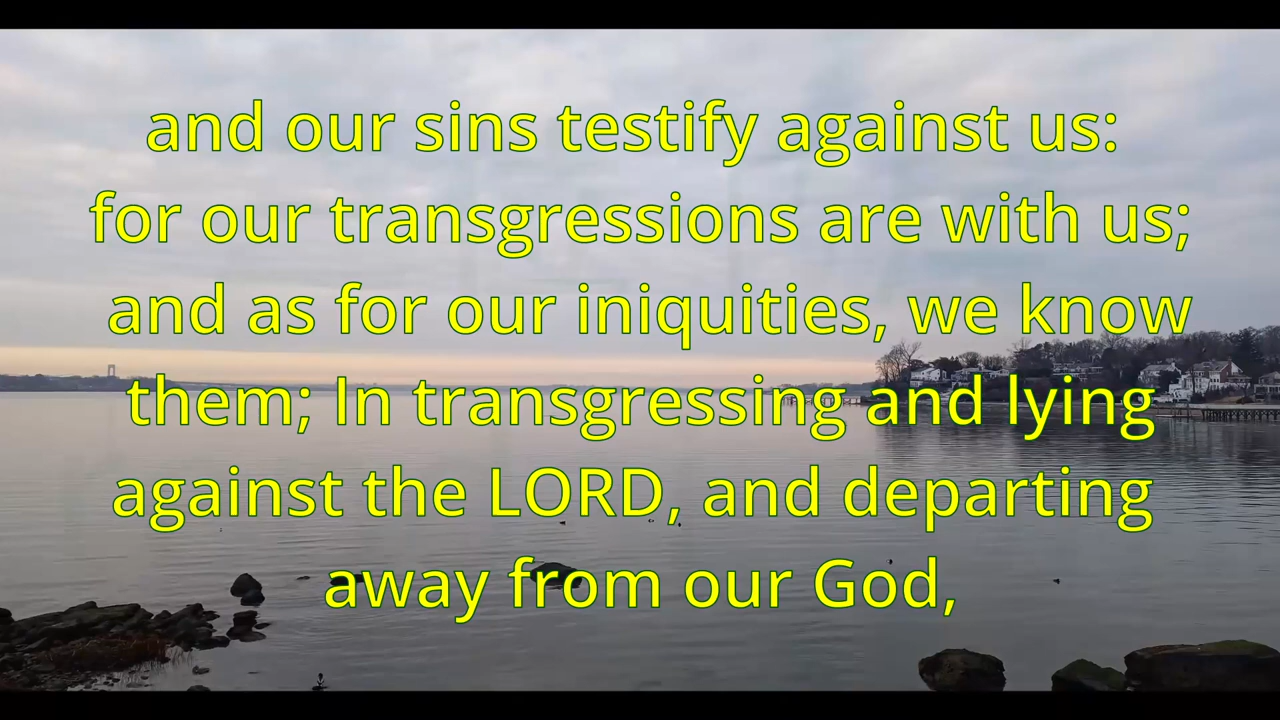 and our sins testify against us:
for our transgressions are with us;
and as for our iniquities, we know
them; In transgressing and lying
against the LORD, and departing
away from our God,